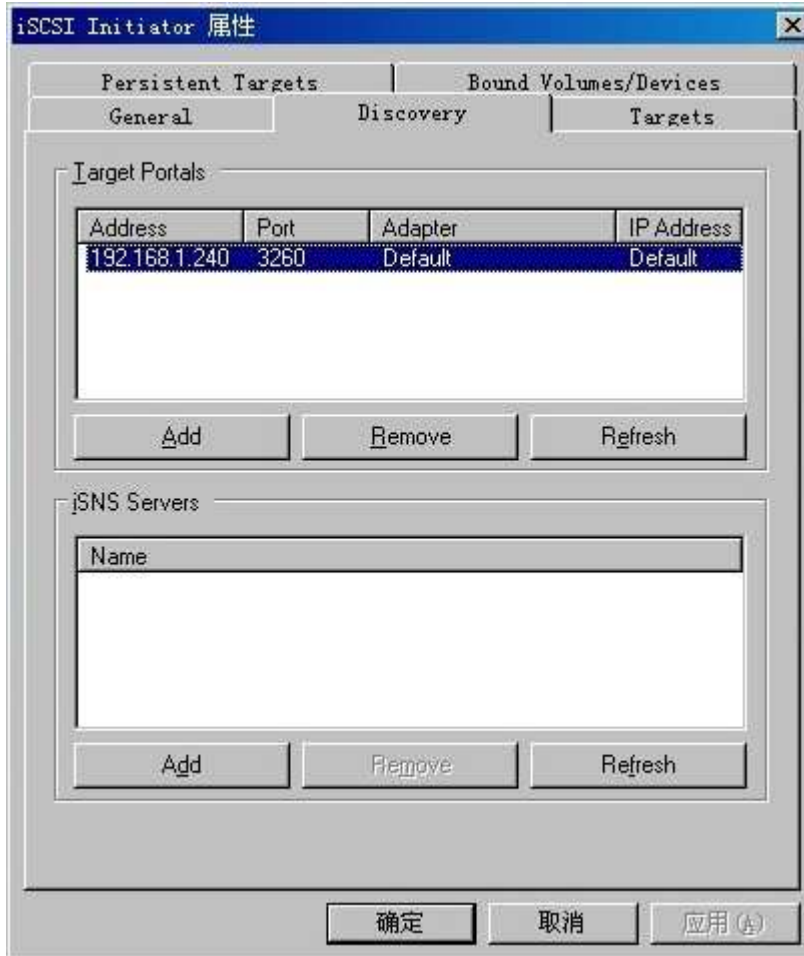 iSCSI Initiator 属性
Persistent Targets Bound Volumes/Devices
General Discovery Targets
Target Portals
Address Port Adapter IP Address
192.168.1.240 3260 Default Default
Add Remove Refresh
iSNS Servers
Name
Add Remove Refresh
确定 取消 应用(A)